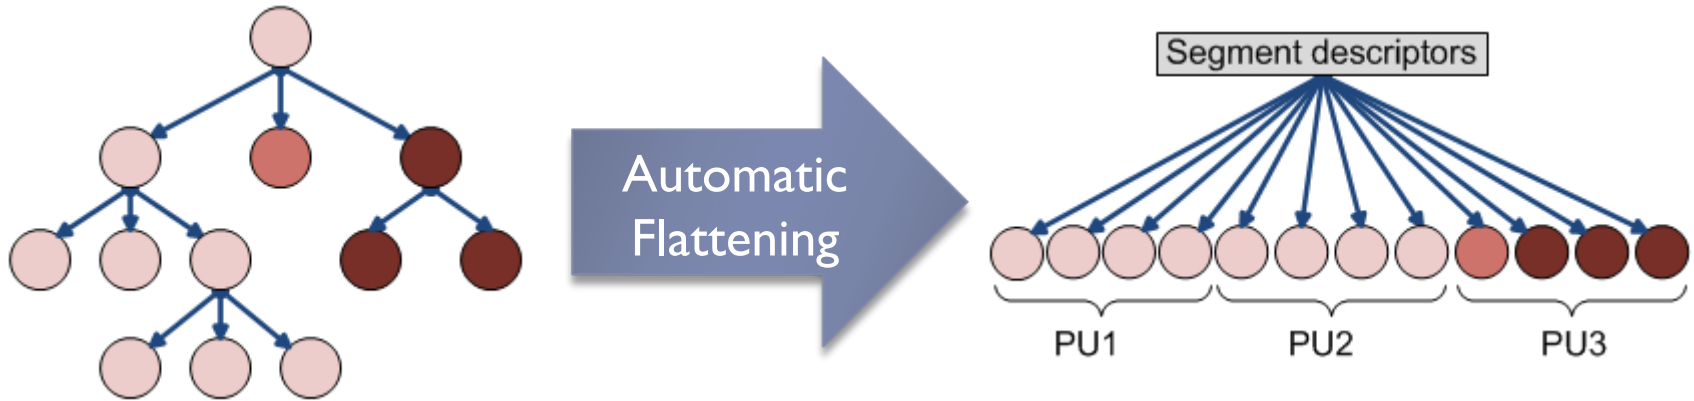 Segment descriptors
Automatic
Flattening
PU1
PU2
PU3